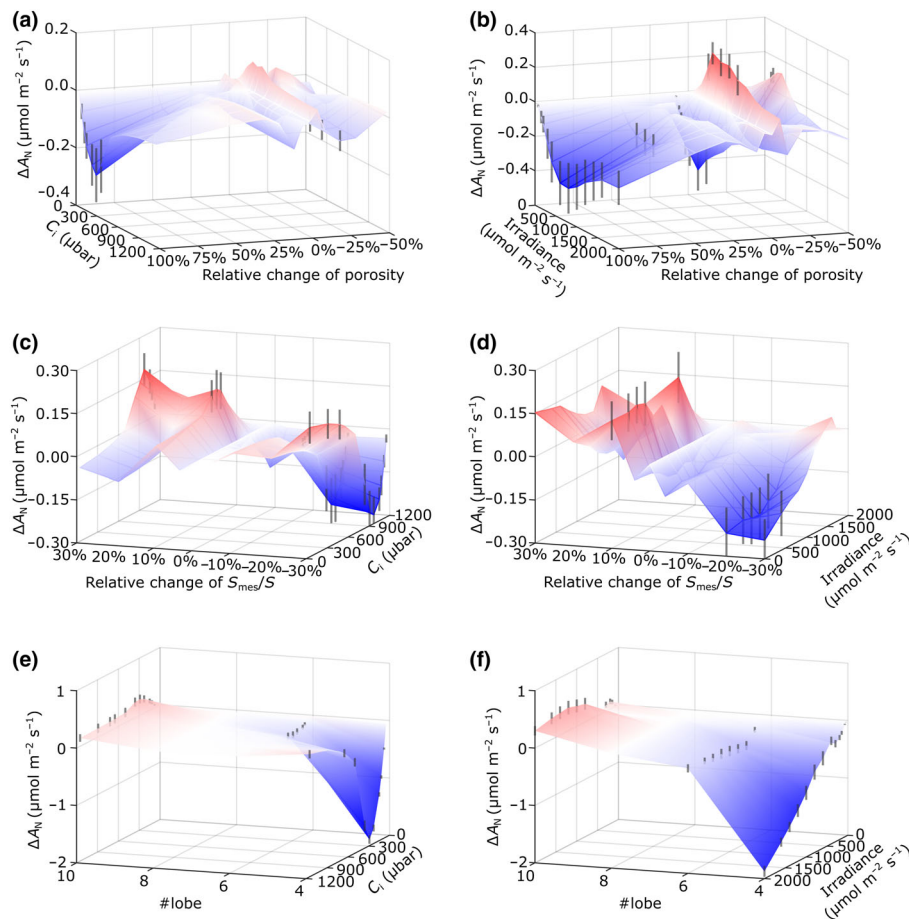 (a)
0.2
0.0
−0.2
−0.4
ΔA_N (μmol m⁻² s⁻¹)
0
300
600
900
1200
C_i (μbar)
100% 75% 50% 25% 0% −25% −50%
Relative change of porosity
(b)
0.4
0.2
0.0
−0.2
−0.4
0
ΔA_N (μmol m⁻² s⁻¹)
500
1000
1500
2000
Irradiance
(μmol m⁻² s⁻¹)
100% 75% 50% 25% 0% −25% −50%
Relative change of porosity
(c)
0.30
0.15
0.00
−0.15
−0.30
ΔA_N (μmol m⁻² s⁻¹)
30% 20% 10% 0% −10% −20% −30%
Relative change of S_mes/S
0
300
600
900
1200
C_i (μbar)
(d)
0.30
0.15
0.00
−0.15
−0.30
ΔA_N (μmol m⁻² s⁻¹)
30% 20% 10% 0% −10% −20% −30%
Relative change of S_mes/S
0
500
1000
1500
2000
Irradiance
(μmol m⁻² s⁻¹)
(e)
1
0
−1
−2
ΔA_N (μmol m⁻² s⁻¹)
10 8 6 4
#lobe
0
300
600
900
1200
C_i (μbar)
(f)
1
0
−1
−2
ΔA_N (μmol m⁻² s⁻¹)
10 8 6 4
#lobe
0
500
1000
1500
2000
Irradiance
(μmol m⁻² s⁻¹)